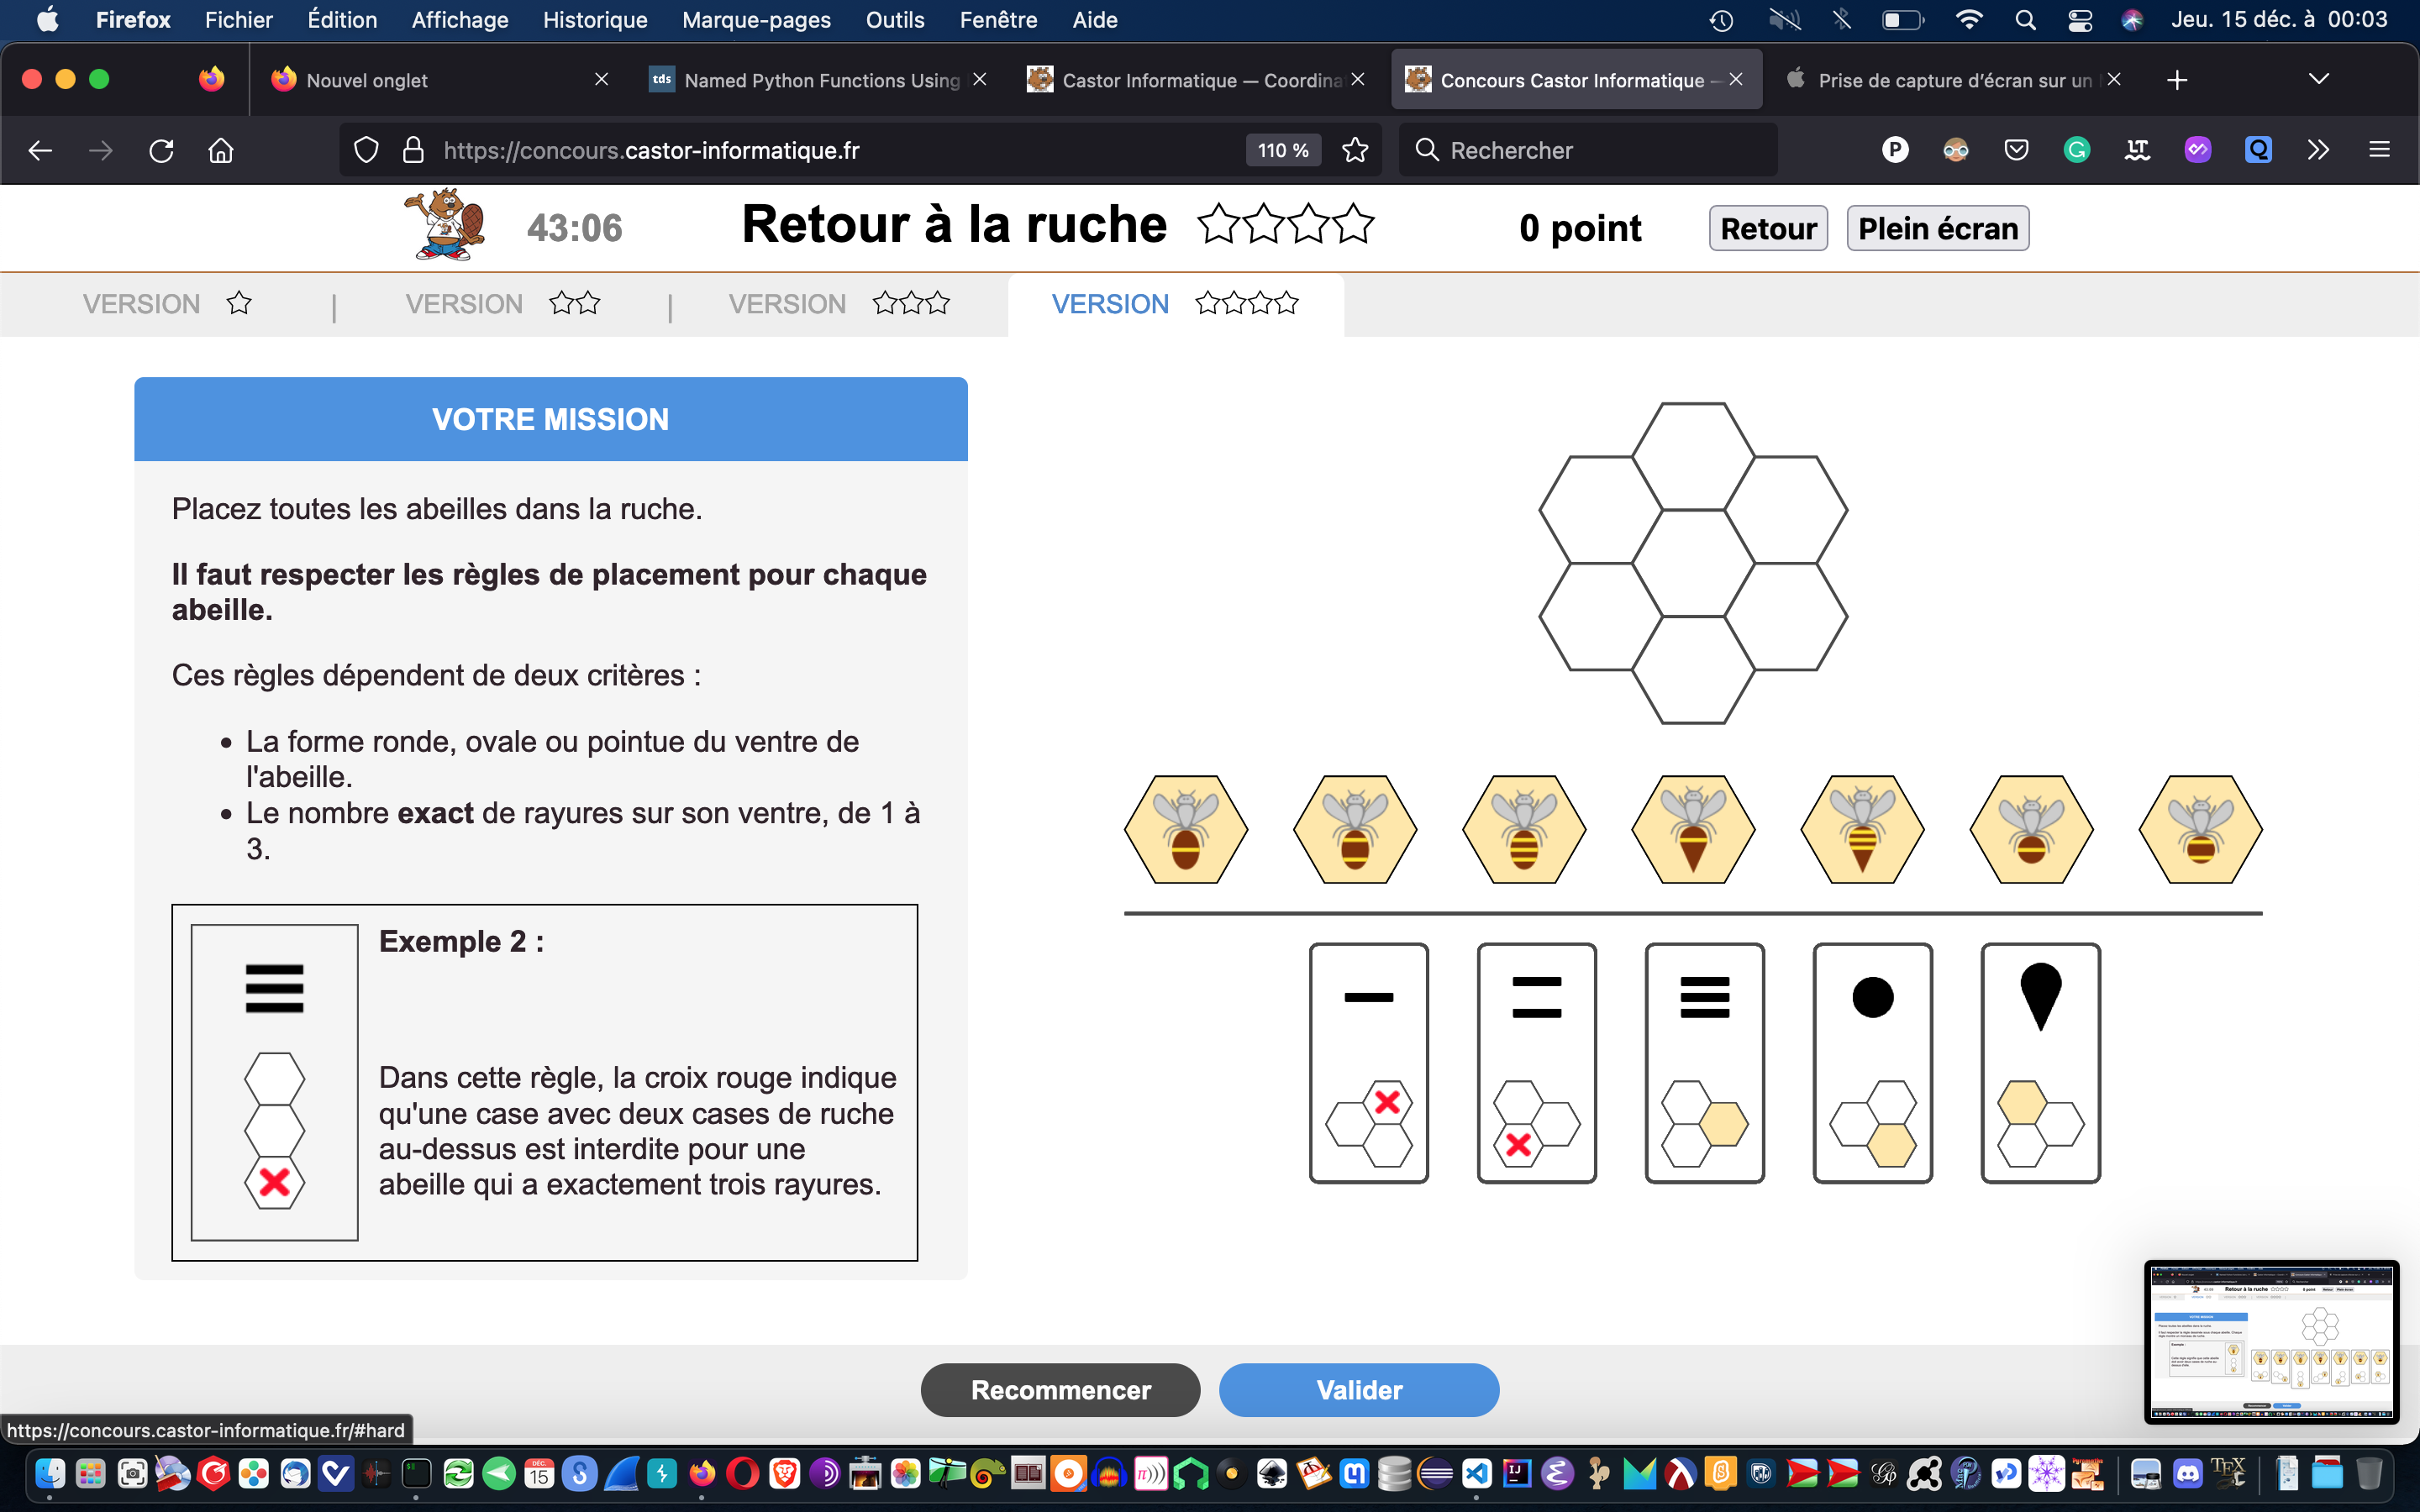 Firefox Fichier Édition Affichage Historique Marque-pages Outils Fenêtre Aide Jeu. 15 déc. à 00:03
Nouvel onglet tds Named Python Functions Using Castor Informatique — Coordina Concours Castor Informatique — Prise de capture d'écran sur un
https://concours.castor-informatique.fr 110 % Rechercher
43:06 Retour à la ruche 0 point Retour Plein écran
VERSION | VERSION | VERSION VERSION
VOTRE MISSION
Placez toutes les abeilles dans la ruche.
Il faut respecter les règles de placement pour chaque
abeille.
Ces règles dépendent de deux critères :
• La forme ronde, ovale ou pointue du ventre de
l'abeille.
• Le nombre exact de rayures sur son ventre, de 1 à
3.
Exemple 2 :
Dans cette règle, la croix rouge indique
qu'une case avec deux cases de ruche
au-dessus est interdite pour une
abeille qui a exactement trois rayures.
Recommencer Valider
https://concours.castor-informatique.fr/#hard